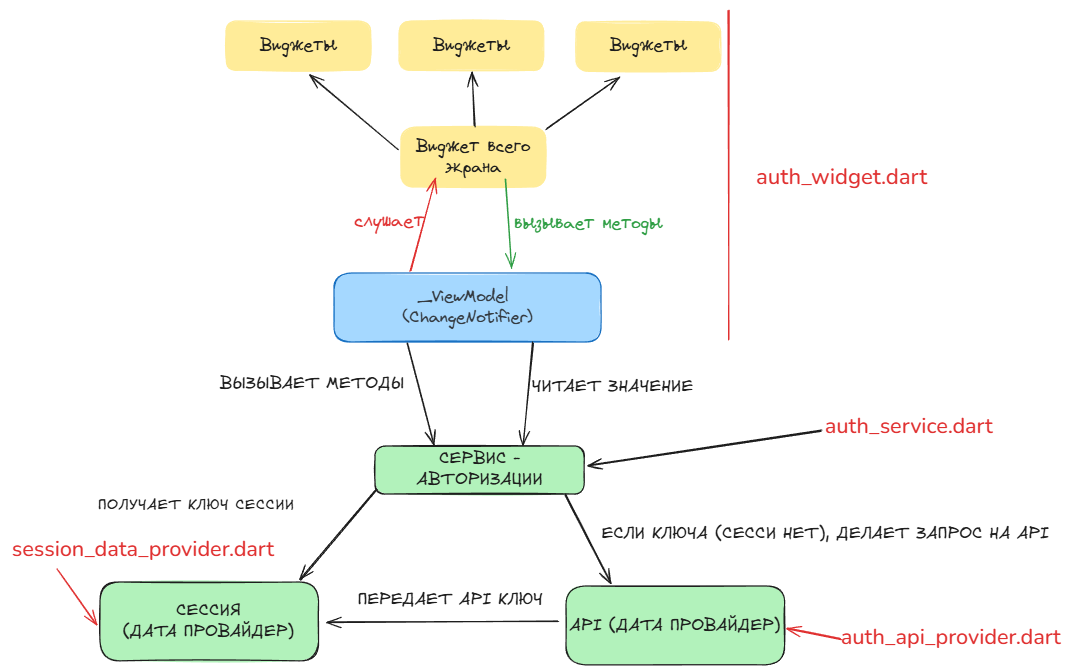 Виджеты
Виджеты
Виджеты
Виджет всего
экрана
auth_widget.dart
слушает
вызывает методы
_ViewModel
(ChangeNotifier)
ВЫЗЫВАЕТ МЕТОДЫ
ЧИТАЕТ ЗНАЧЕНИЕ
auth_service.dart
СЕРВИС -
АВТОРИЗАЦИИ
ПОЛУЧАЕТ КЛЮЧ СЕССИИ
ЕСЛИ КЛЮЧА (СЕССИ НЕТ), ДЕЛАЕТ ЗАПРОС НА API
session_data_provider.dart
ПЕРЕДАЕТ API КЛЮЧ
СЕССИЯ
(ДАТА ПРОВАЙДЕР)
API (ДАТА ПРОВАЙДЕР)
auth_api_provider.dart